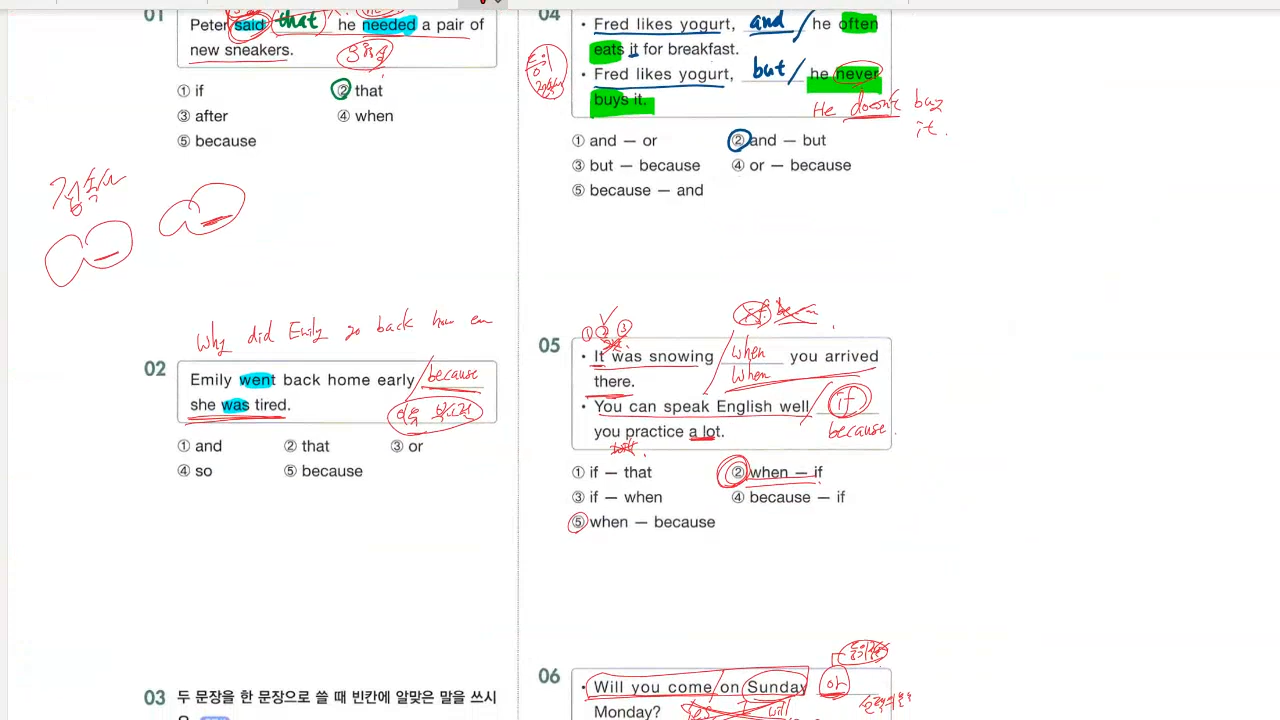 01
Peter said that he needed a pair of
new sneakers.
① if ② that
③ after ④ when
⑤ because
접속사
Why did Emily go back home
02
Emily went back home early because
she was tired.
① and ② that ③ or
④ so ⑤ because
03 두 문장을 한 문장으로 쓸 때 빈칸에 알맞은 말을 쓰시
04
• Fred likes yogurt, and he often
eats it for breakfast.
• Fred likes yogurt, but he never
buys it.
He doesn't buy
it.
① and — or ② and — but
③ but — because ④ or — because
⑤ because — and
① ② ③
05
• It was snowing when you arrived
when
there.
• You can speak English well if
you practice a lot.
because.
① if — that ② when — if
③ if — when ④ because — if
⑤ when — because
06
• Will you come on Sunday or
Monday?